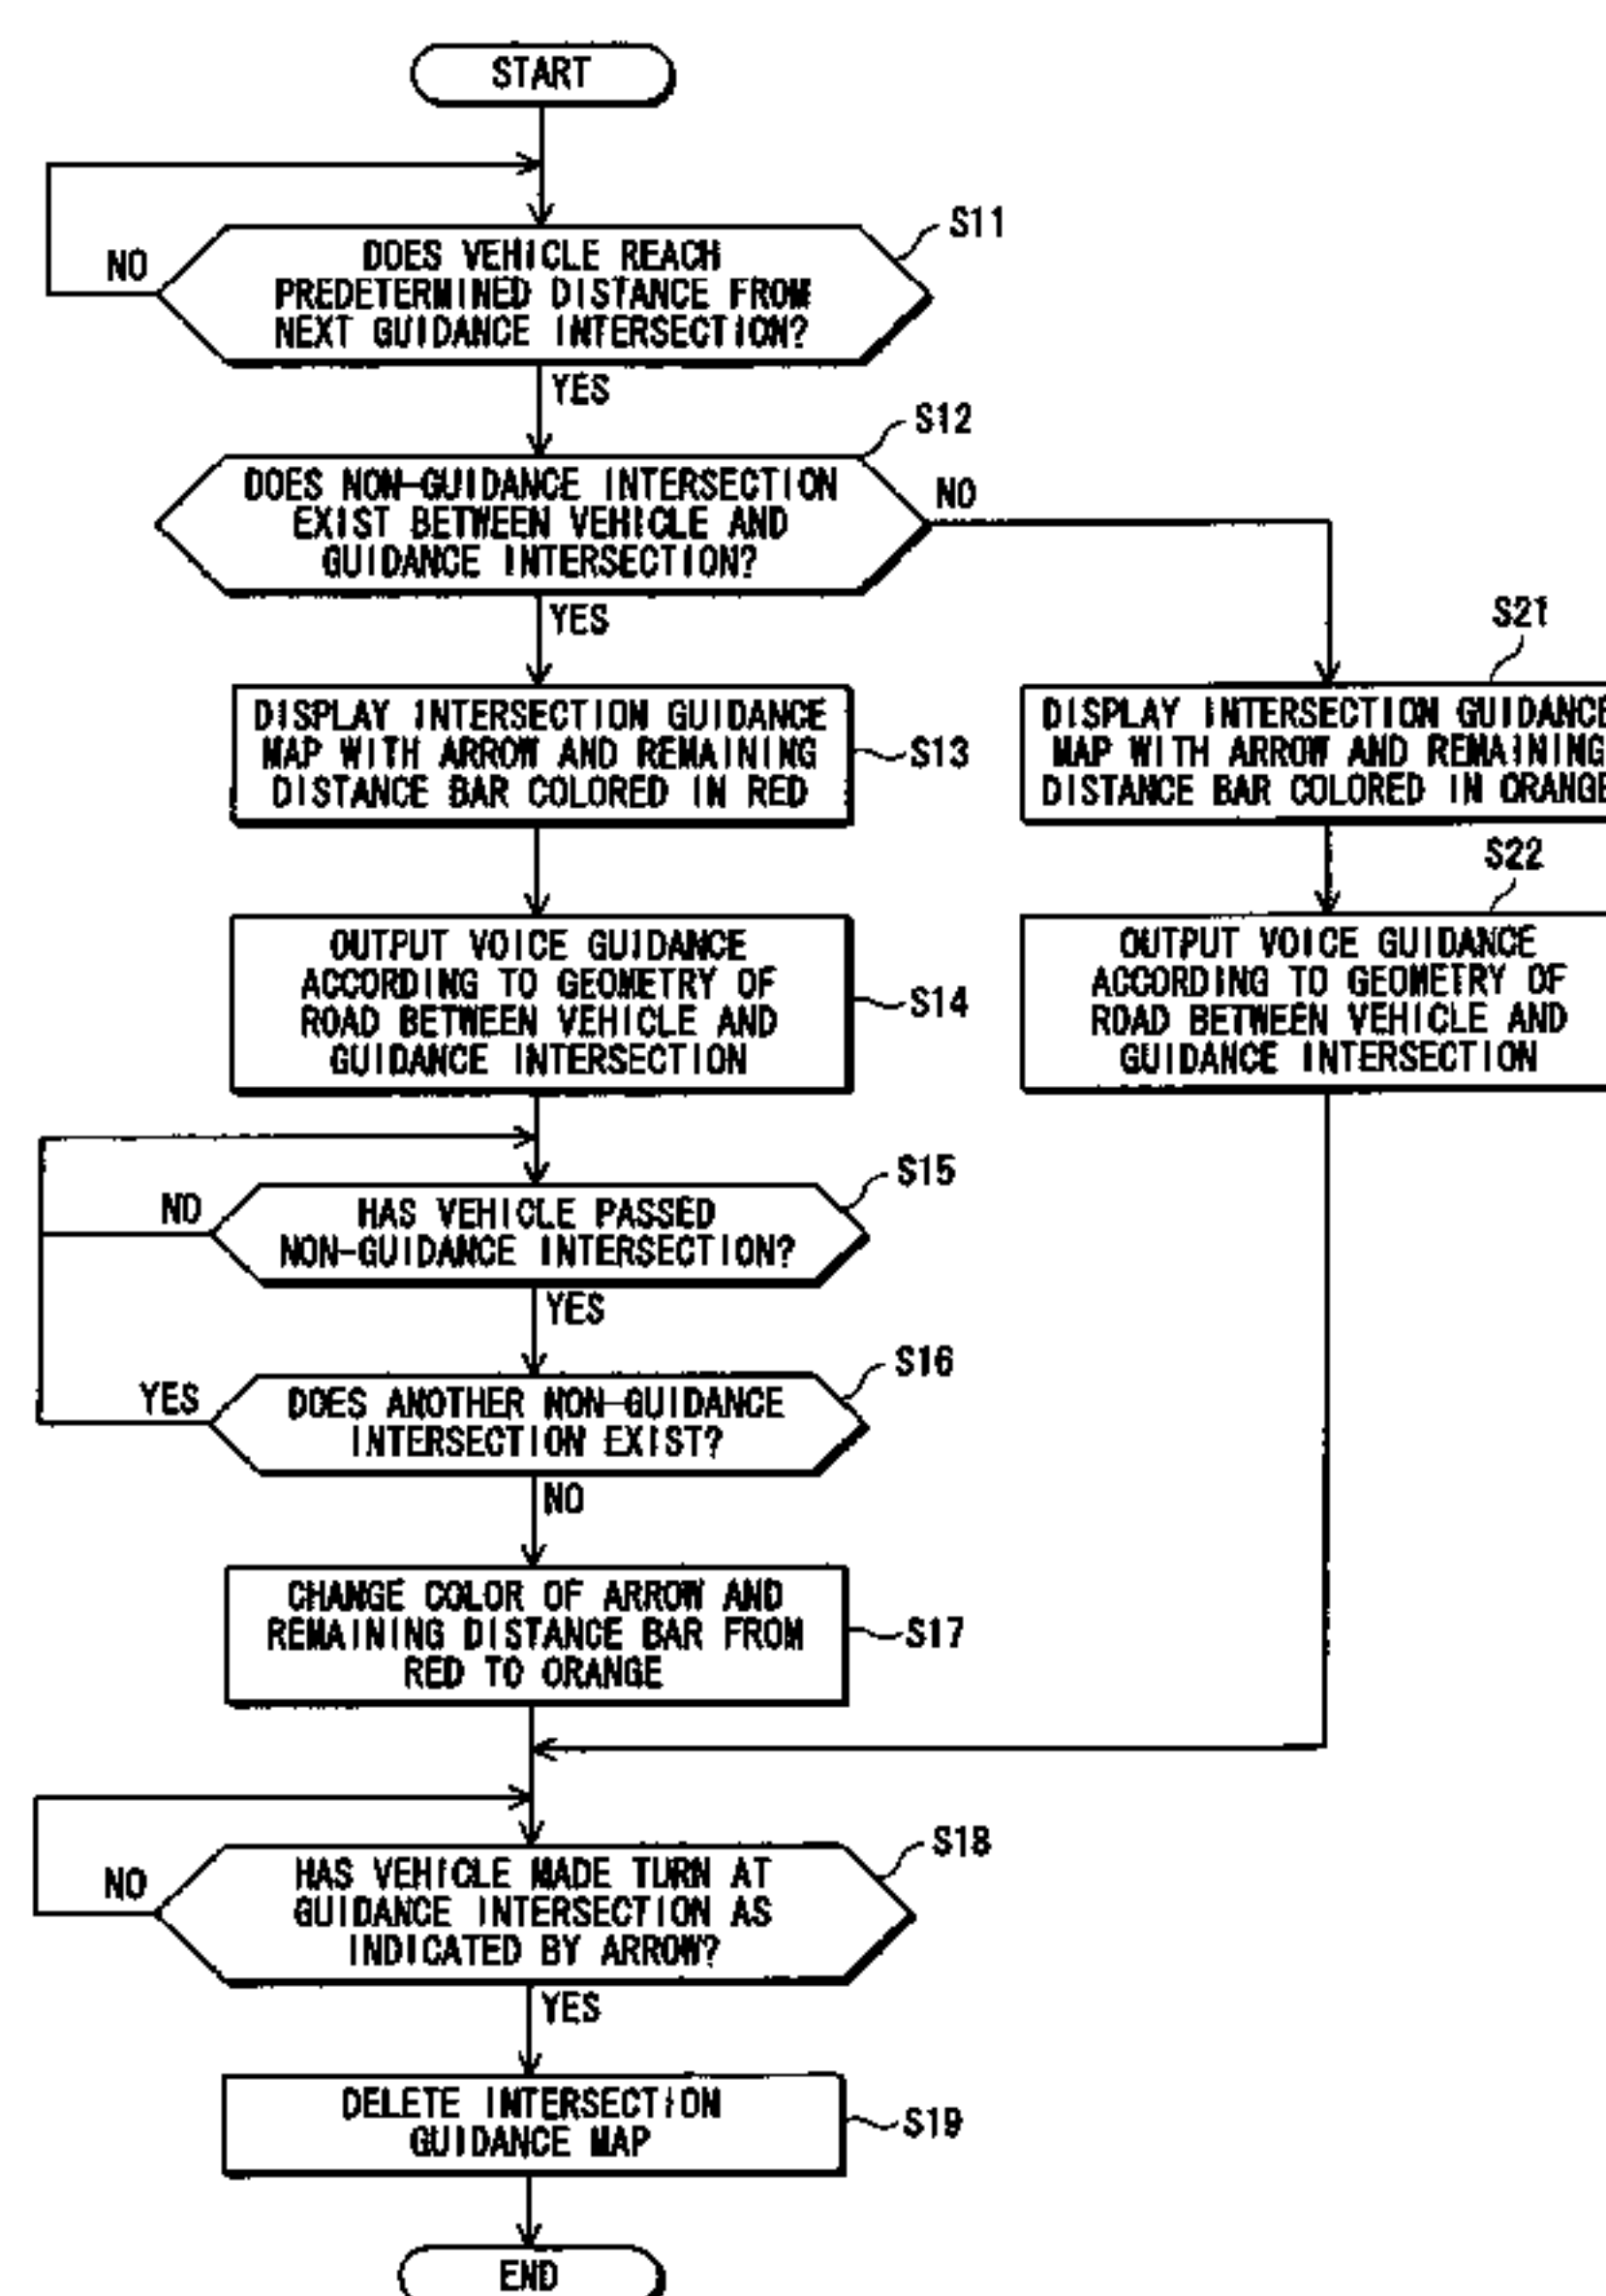 START
S11
DOES VEHICLE REACH
PREDETERMINED DISTANCE FROM
NEXT GUIDANCE INTERSECTION?
NO
YES
S12
DOES NON-GUIDANCE INTERSECTION
EXIST BETWEEN VEHICLE AND
GUIDANCE INTERSECTION?
NO
YES
DISPLAY INTERSECTION GUIDANCE
MAP WITH ARROW AND REMAINING
DISTANCE BAR COLORED IN RED
S13
S21
DISPLAY INTERSECTION GUIDANCE
MAP WITH ARROW AND REMAINING
DISTANCE BAR COLORED IN ORANGE
OUTPUT VOICE GUIDANCE
ACCORDING TO GEOMETRY OF
ROAD BETWEEN VEHICLE AND
GUIDANCE INTERSECTION
S14
S22
OUTPUT VOICE GUIDANCE
ACCORDING TO GEOMETRY OF
ROAD BETWEEN VEHICLE AND
GUIDANCE INTERSECTION
S15
HAS VEHICLE PASSED
NON-GUIDANCE INTERSECTION?
NO
YES
S16
DOES ANOTHER NON-GUIDANCE
INTERSECTION EXIST?
YES
NO
CHANGE COLOR OF ARROW AND
REMAINING DISTANCE BAR FROM
RED TO ORANGE
S17
S18
HAS VEHICLE MADE TURN AT
GUIDANCE INTERSECTION AS
INDICATED BY ARROW?
NO
YES
DELETE INTERSECTION
GUIDANCE MAP
S19
END